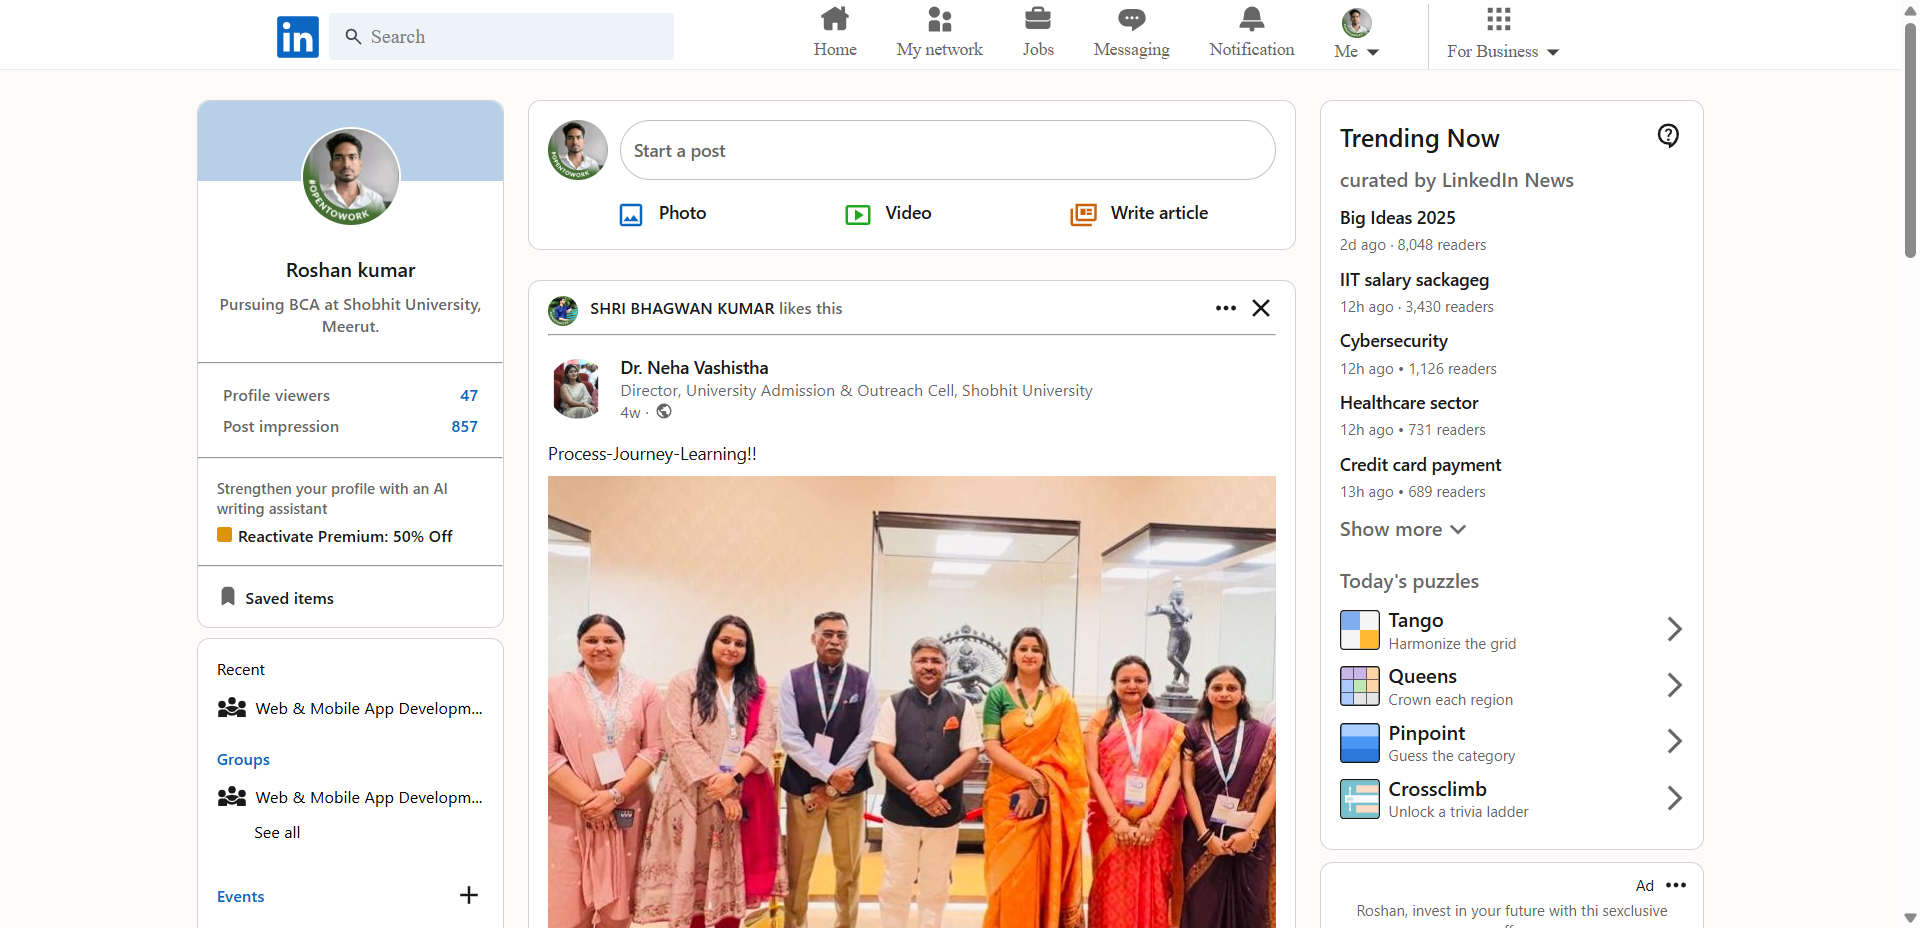 in
Search
Home
My network
Jobs
Messaging
Notification
Me
For Business
#OPENTOWORK
Roshan kumar
Pursuing BCA at Shobhit University,
Meerut.
Profile viewers 47
Post impression 857
Strengthen your profile with an AI
writing assistant
Reactivate Premium: 50% Off
Saved items
Recent
Web & Mobile App Developm...
Groups
Web & Mobile App Developm...
See all
Events
#OPENTOWORK
Start a post
Photo
Video
Write article
SHRI BHAGWAN KUMAR likes this
Dr. Neha Vashistha
Director, University Admission & Outreach Cell, Shobhit University
4w ·
Process-Journey-Learning!!
Trending Now
curated by LinkedIn News
Big Ideas 2025
2d ago · 8,048 readers
IIT salary sackageg
12h ago · 3,430 readers
Cybersecurity
12h ago • 1,126 readers
Healthcare sector
12h ago • 731 readers
Credit card payment
13h ago • 689 readers
Show more
Today's puzzles
Tango
Harmonize the grid
Queens
Crown each region
Pinpoint
Guess the category
Crossclimb
Unlock a trivia ladder
Ad
Roshan, invest in your future with thi sexclusive